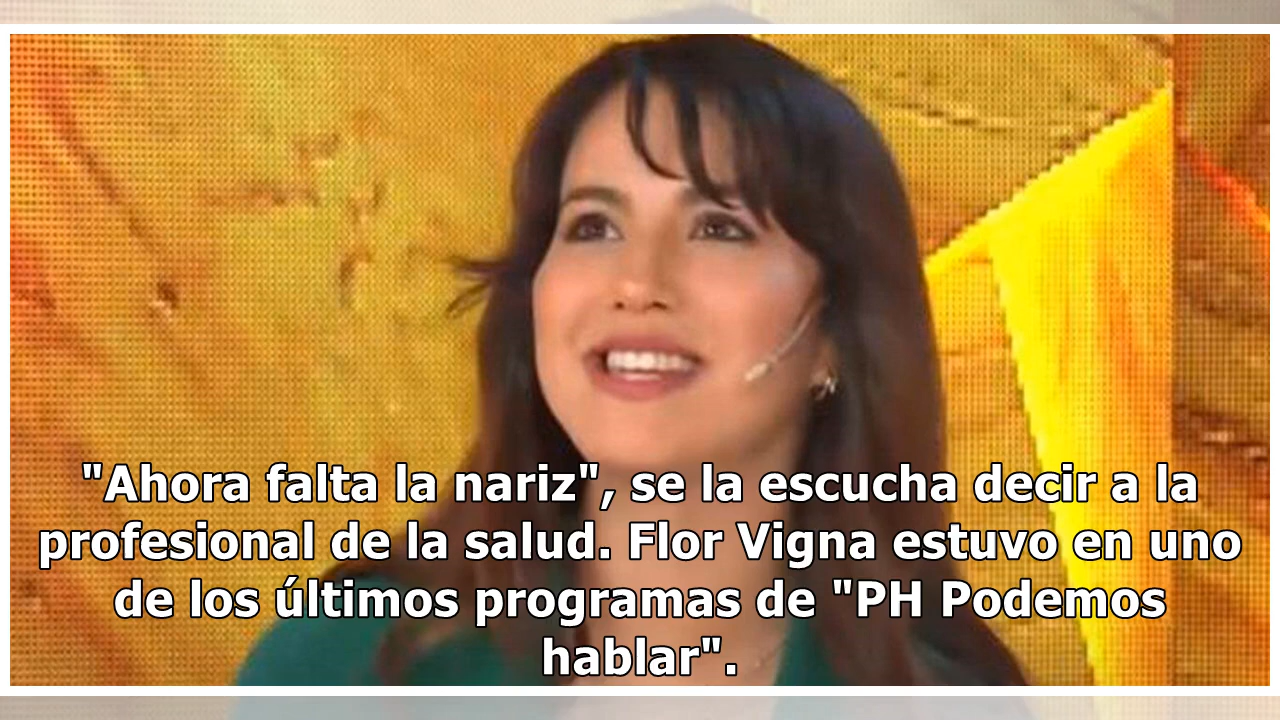 "Ahora falta la nariz", se la escucha decir a la
profesional de la salud. Flor Vigna estuvo en uno
de los últimos programas de "PH Podemos
hablar".